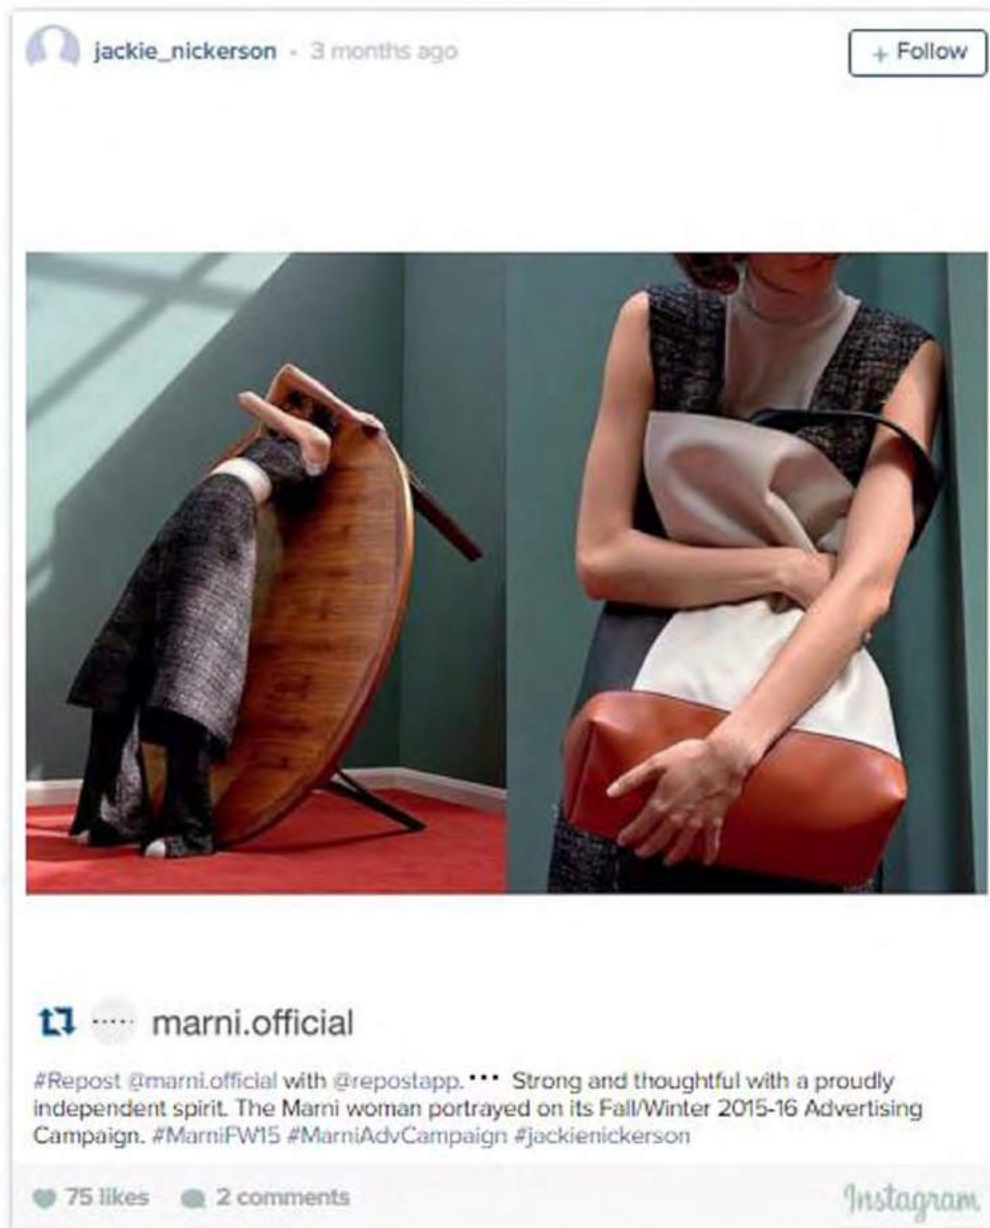 jackie_nickerson • 3 months ago
+ Follow
marni.official
#Repost @marni.official with @repostapp. ••• Strong and thoughtful with a proudly
independent spirit. The Marni woman portrayed on its Fall/Winter 2015-16 Advertising
Campaign. #MarniFW15 #MarniAdvCampaign #jackienickerson
75 likes 2 comments
Instagram